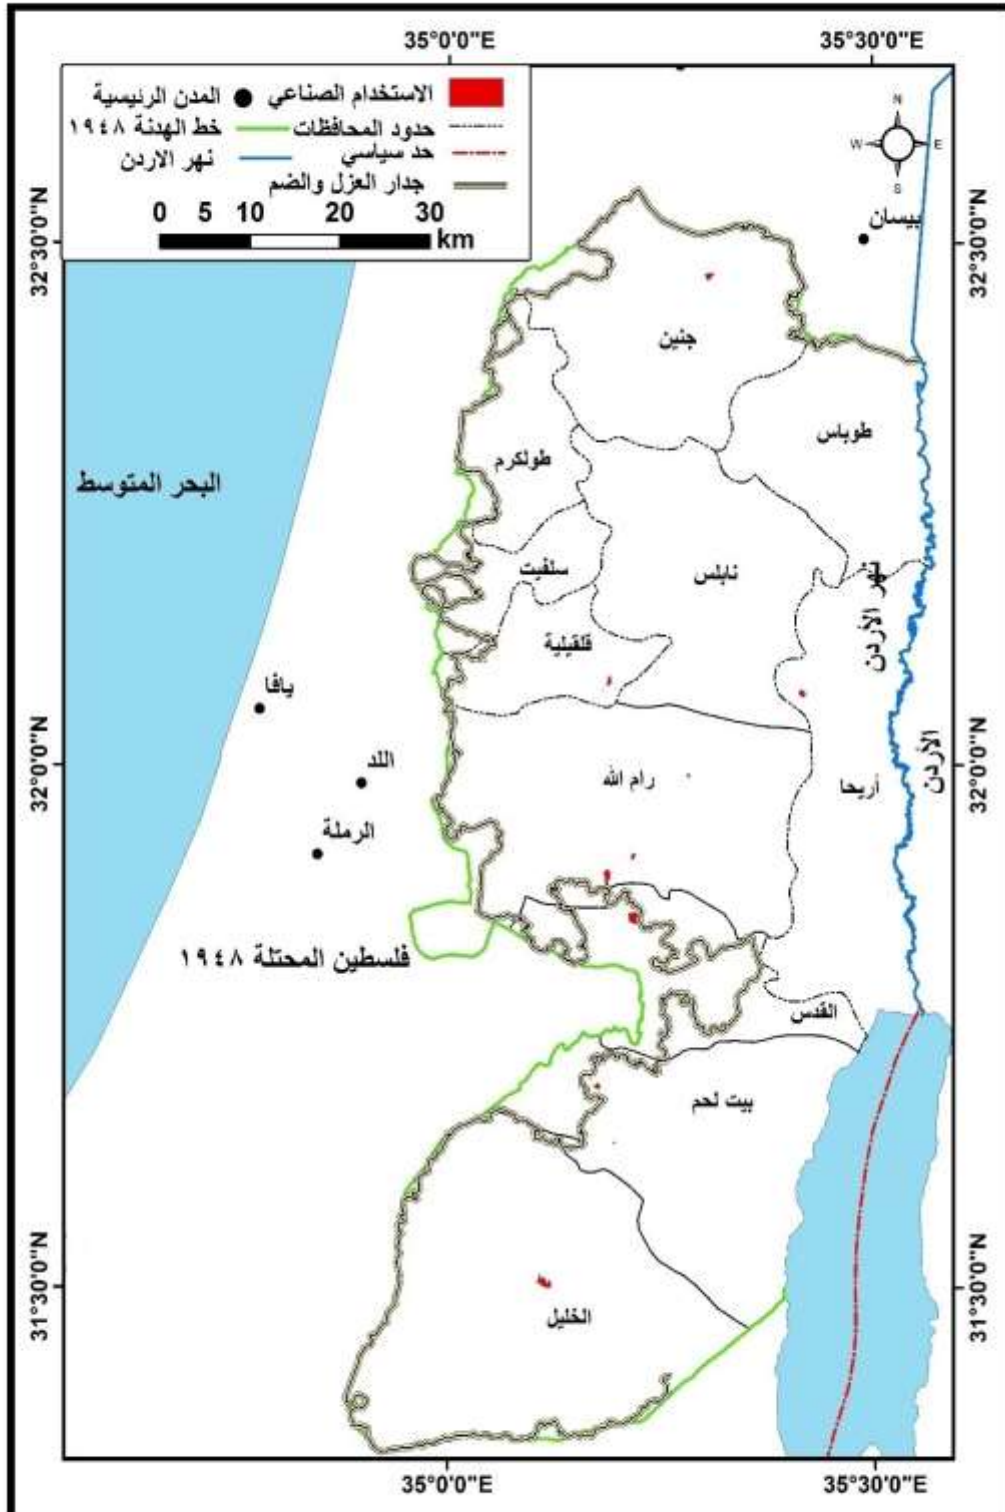 35°0'0"E
35°30'0"E
الاستخدام الصناعي
المدن الرئيسية
حدود المحافظات
خط الهدنة ١٩٤٨
حد سياسي
نهر الاردن
جدار العزل والضم
0 5 10 20 30
km
N
W E
S
32°30'0"N
32°30'0"N
بيسان
جنين
طوباس
طولكرم
البحر المتوسط
سلفيت
نابلس
نهر الأردن
قلقيلية
يافا
32°0'0"N
32°0'0"N
الأردن
اللد
رام الله
أريحا
الرملة
فلسطين المحتلة ١٩٤٨
القدس
بيت لحم
31°30'0"N
31°30'0"N
الخليل
35°0'0"E
35°30'0"E